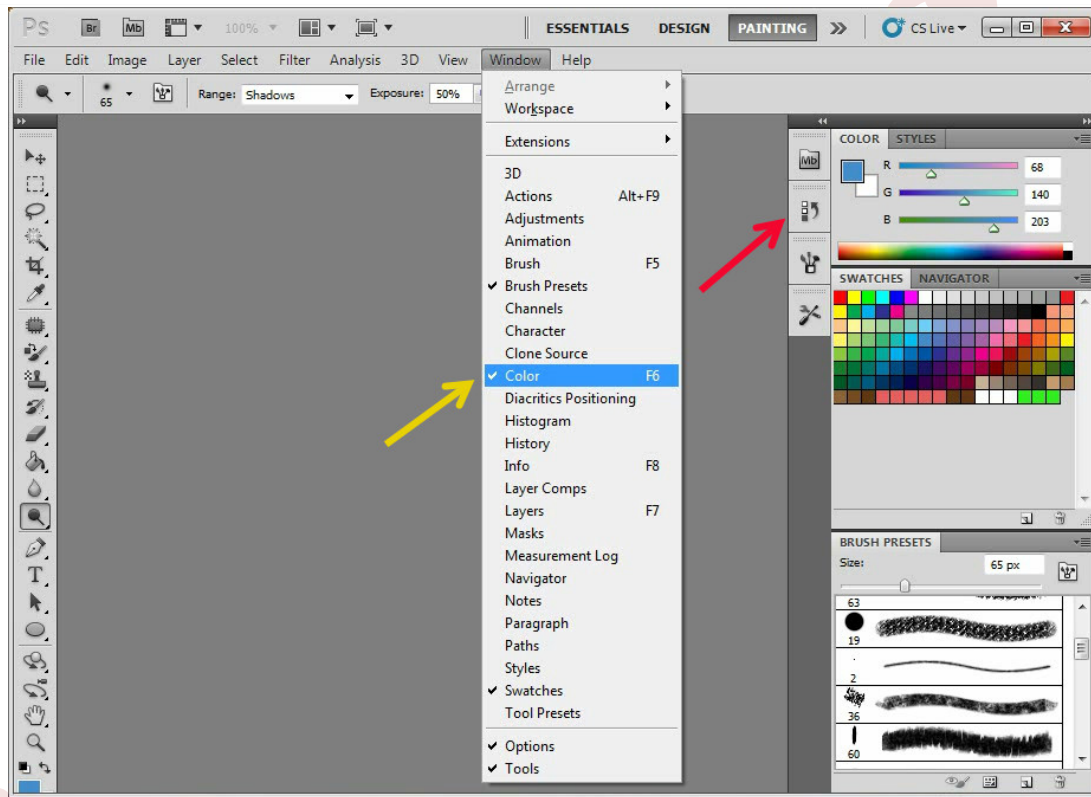 Ps Br Mb 100% ESSENTIALS DESIGN PAINTING CS Live
File Edit Image Layer Select Filter Analysis 3D View Window Help
65 Range: Shadows Exposure: 50%
Arrange
Workspace
Extensions
3D
Actions Alt+F9
Adjustments
Animation
Brush F5
Brush Presets
Channels
Character
Clone Source
Color F6
Diacritics Positioning
Histogram
History
Info F8
Layer Comps
Layers F7
Masks
Measurement Log
Navigator
Notes
Paragraph
Paths
Styles
Swatches
Tool Presets
Options
Tools
Mb
COLOR STYLES
R 68
G 140
B 203
SWATCHES NAVIGATOR
BRUSH PRESETS
Size: 65 px
63
19
2
36
60